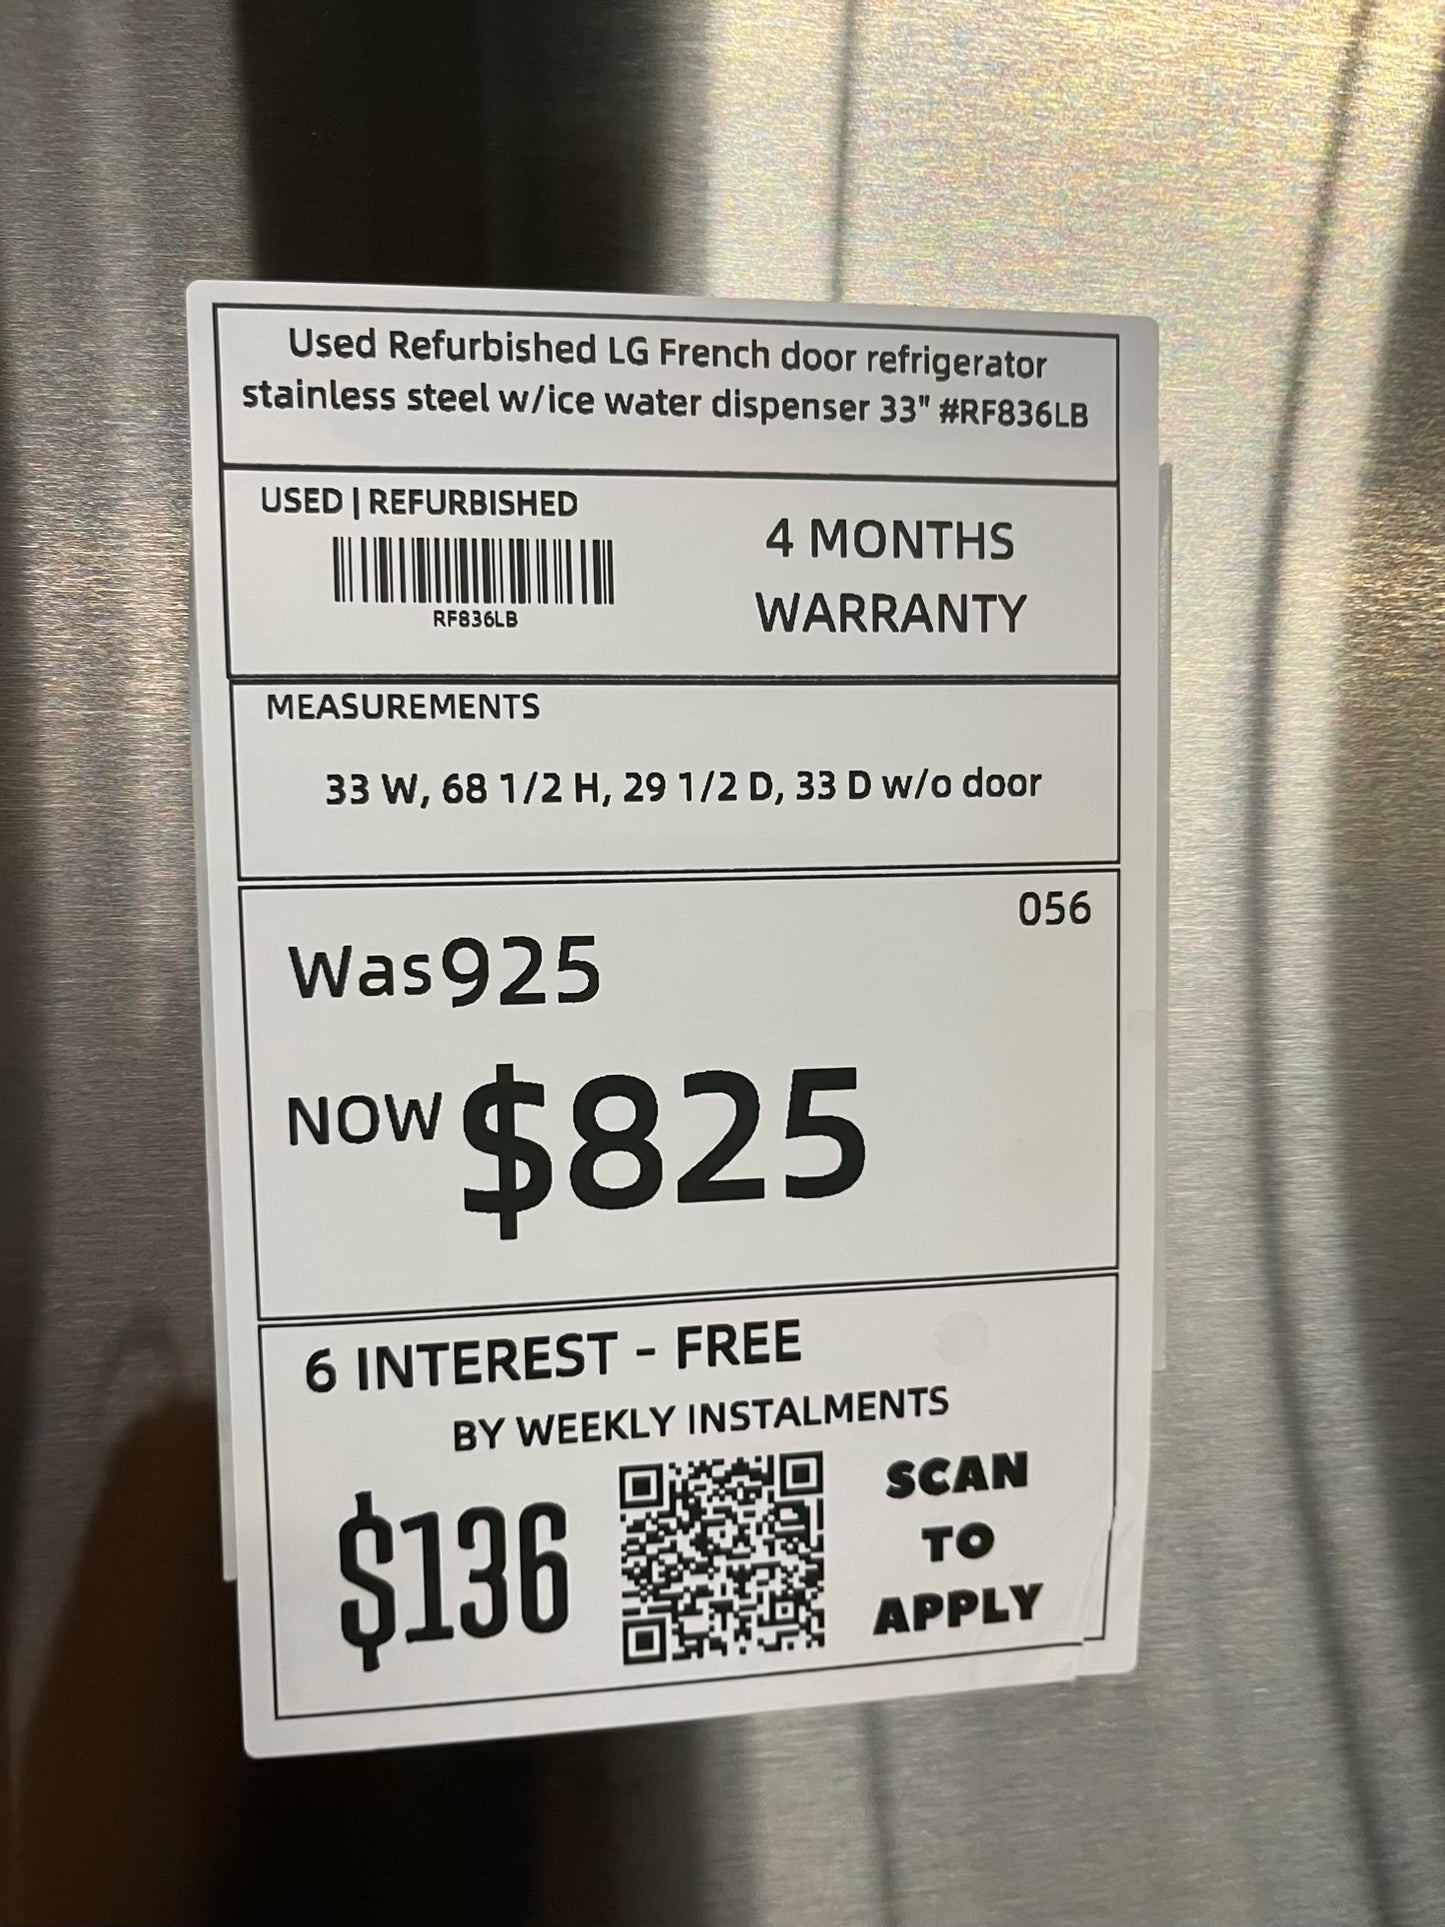 Used Refurbished LG French door refrigerator
stainless steel w/ice water dispenser 33" #RF836LB
USED | REFURBISHED
RF836LB
4 MONTHS
WARRANTY
MEASUREMENTS
33 W, 68 1/2 H, 29 1/2 D, 33 D w/o door
056
Was 925
NOW $825
6 INTEREST - FREE
BY WEEKLY INSTALMENTS
$136
SCAN
TO
APPLY